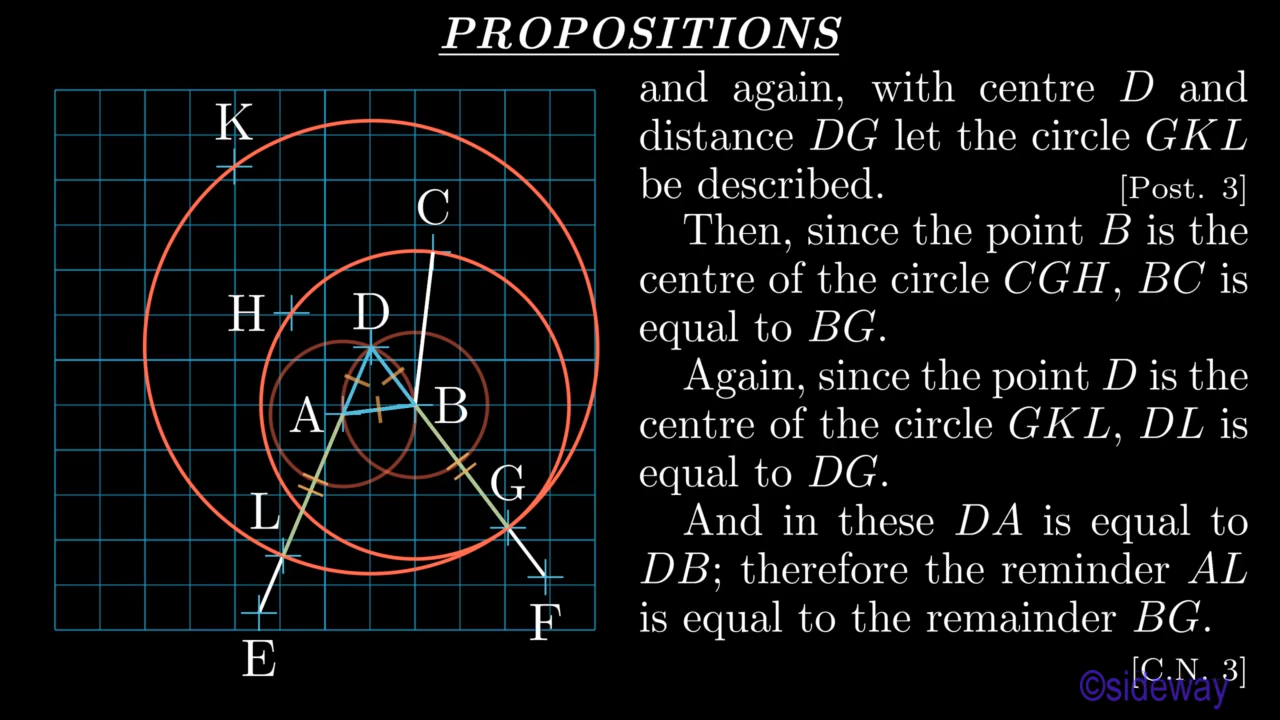 PROPOSITIONS
K
C
H
D
A
B
G
L
F
E
and again, with centre D and
distance DG let the circle GKL
be described. [Post. 3]
Then, since the point B is the
centre of the circle CGH, BC is
equal to BG.
Again, since the point D is the
centre of the circle GKL, DL is
equal to DG.
And in these DA is equal to
DB; therefore the reminder AL
is equal to the remainder BG.
[C.N. 3]
©sideway